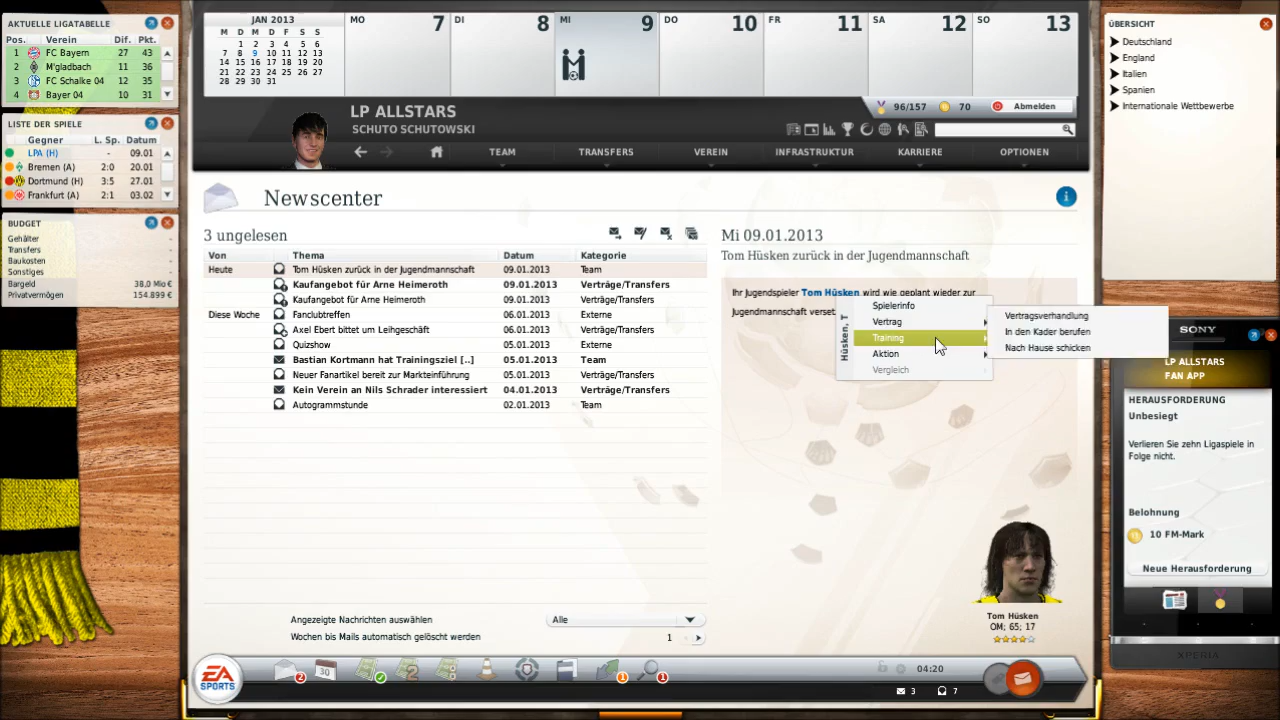 AKTUELLE LIGATABELLE
Pos. Verein Dif. Pkt.
1 FC Bayern 27 43
2 M'gladbach 11 36
3 FC Schalke 04 12 35
4 Bayer 04 10 31
LISTE DER SPIELE
Gegner L. Sp. Datum
LPA (H) - 09.01
Bremen (A) 2:0 20.01
Dortmund (H) 3:5 27.01
Frankfurt (A) 2:1 03.02
BUDGET
Gehälter -
Transfers -
Baukosten -
Sonstiges -
Bargeld 38,0 Mio €
Privatvermögen 154.899 €
JAN 2013
M D M D F S S
1 2 3 4 5 6
7 8 9 10 11 12 13
14 15 16 17 18 19 20
21 22 23 24 25 26 27
28 29 30 31
MO 7
DI 8
MI 9
DO 10
FR 11
SA 12
SO 13
LP ALLSTARS
SCHUTO SCHUTOWSKI
96/157
70
Abmelden
TEAM
TRANSFERS
VEREIN
INFRASTRUKTUR
KARRIERE
OPTIONEN
Newscenter
3 ungelesen
Von Thema Datum Kategorie
Heute Tom Hüsken zurück in der Jugendmannschaft 09.01.2013 Team
Kaufangebot für Arne Heimeroth 09.01.2013 Verträge/Transfers
Kaufangebot für Arne Heimeroth 09.01.2013 Verträge/Transfers
Diese Woche Fanclubtreffen 06.01.2013 Externe
Axel Ebert bittet um Leihgeschäft 06.01.2013 Verträge/Transfers
Quizshow 05.01.2013 Externe
Bastian Kortmann hat Trainingsziel [..] 05.01.2013 Team
Neuer Fanartikel bereit zur Markteinführung 05.01.2013 Verträge/Transfers
Kein Verein an Nils Schrader interessiert 04.01.2013 Verträge/Transfers
Autogrammstunde 02.01.2013 Team
Angezeigte Nachrichten auswählen Alle
Wochen bis Mails automatisch gelöscht werden 1
Mi 09.01.2013
Tom Hüsken zurück in der Jugendmannschaft
Ihr Jugendspieler Tom Hüsken wird wie geplant wieder zur
Jugendmannschaft verset
Hüsken, T
Spielerinfo
Vertrag
Training
Aktion
Vergleich
Vertragsverhandlung
In den Kader berufen
Nach Hause schicken
Tom Hüsken
OM; 65; 17
ÜBERSICHT
Deutschland
England
Italien
Spanien
Internationale Wettbewerbe
SONY
LP ALLSTARS
FAN APP
HERAUSFORDERUNG
Unbesiegt
Verlieren Sie zehn Ligaspiele in
Folge nicht.
Belohnung
10 FM-Mark
Neue Herausforderung
XPERIA
EA
SPORTS
2
30
2
1
1
04:20
3
7